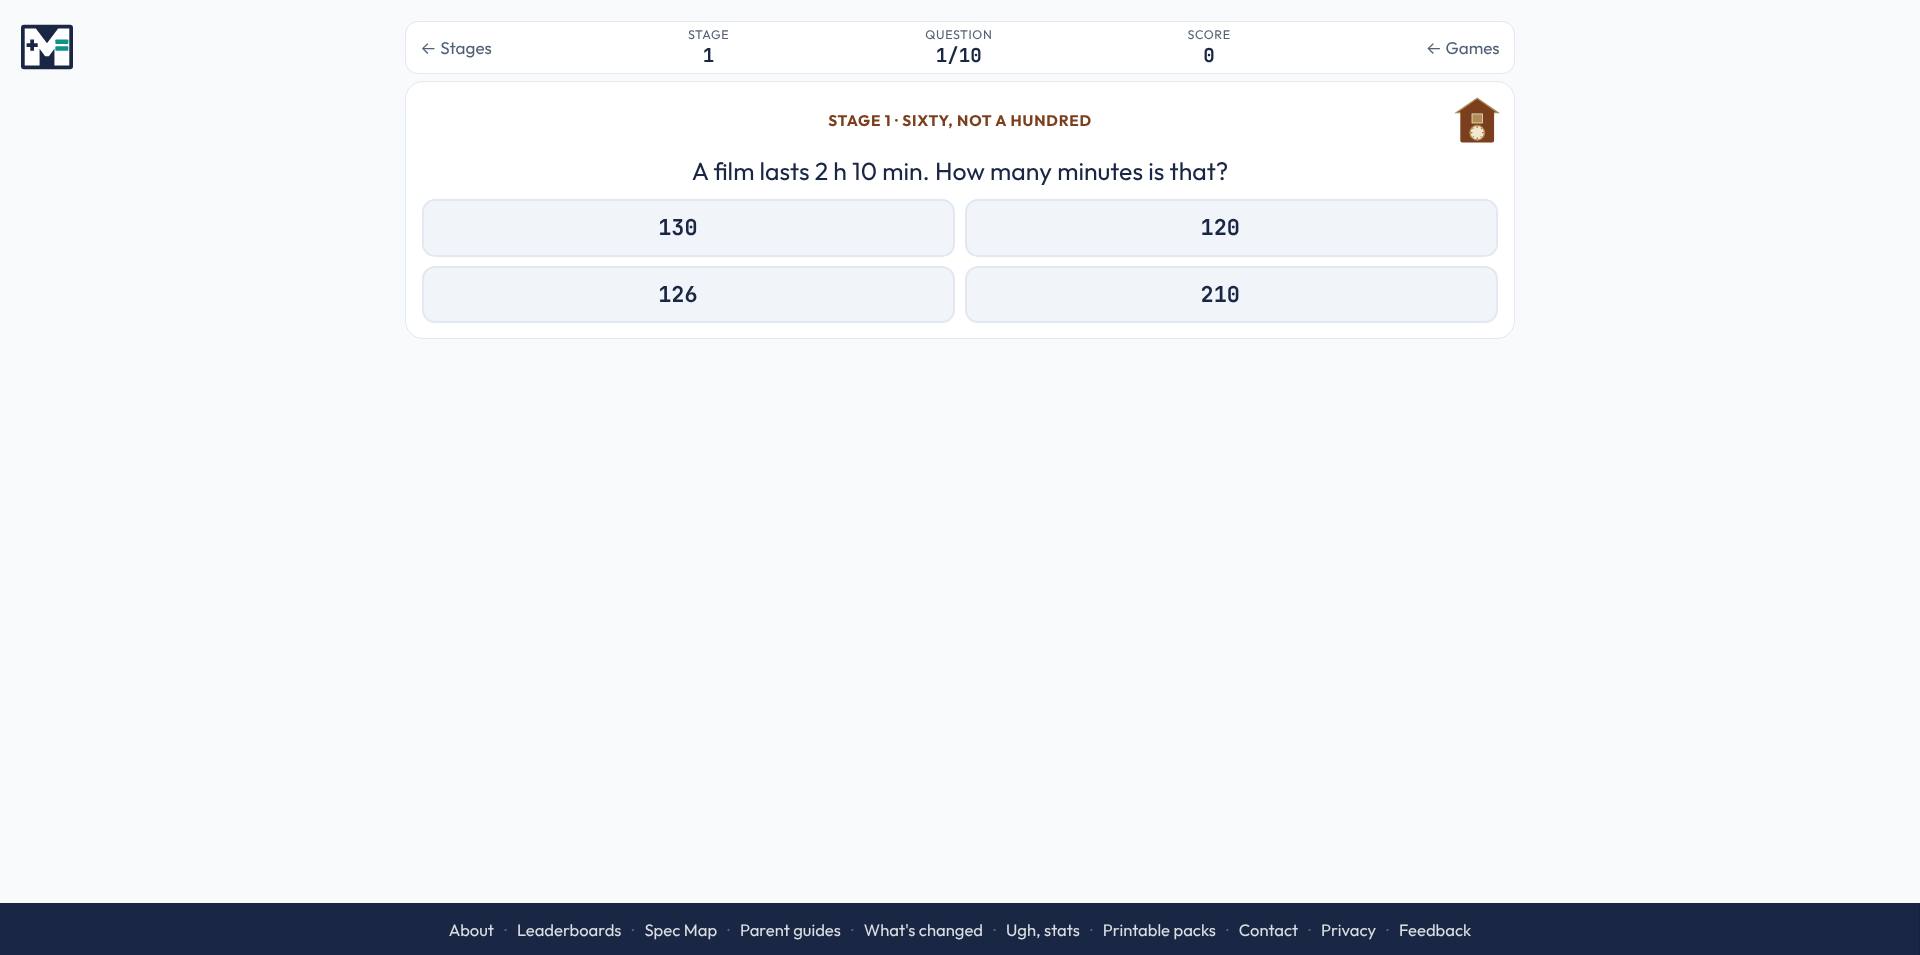 ← Stages
STAGE
1
QUESTION
1/10
SCORE
0
← Games
STAGE 1 · SIXTY, NOT A HUNDRED
A film lasts 2 h 10 min. How many minutes is that?
130
120
126
210
About · Leaderboards · Spec Map · Parent guides · What's changed · Ugh, stats · Printable packs · Contact · Privacy · Feedback